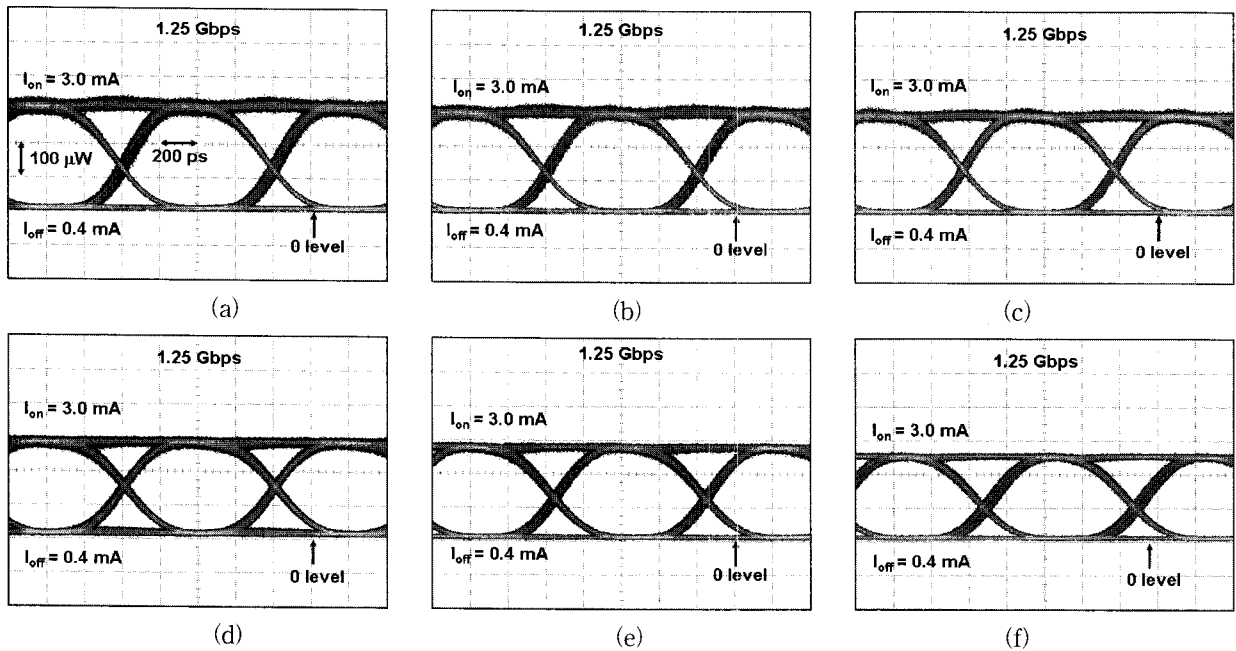 1.25 Gbps
I_on = 3.0 mA
100 µW
200 ps
I_off = 0.4 mA
0 level
(a)
1.25 Gbps
I_on = 3.0 mA
I_off = 0.4 mA
0 level
(b)
1.25 Gbps
I_on = 3.0 mA
I_off = 0.4 mA
0 level
(c)
1.25 Gbps
I_on = 3.0 mA
I_off = 0.4 mA
0 level
(d)
1.25 Gbps
I_on = 3.0 mA
I_off = 0.4 mA
0 level
(e)
1.25 Gbps
I_on = 3.0 mA
I_off = 0.4 mA
0 level
(f)